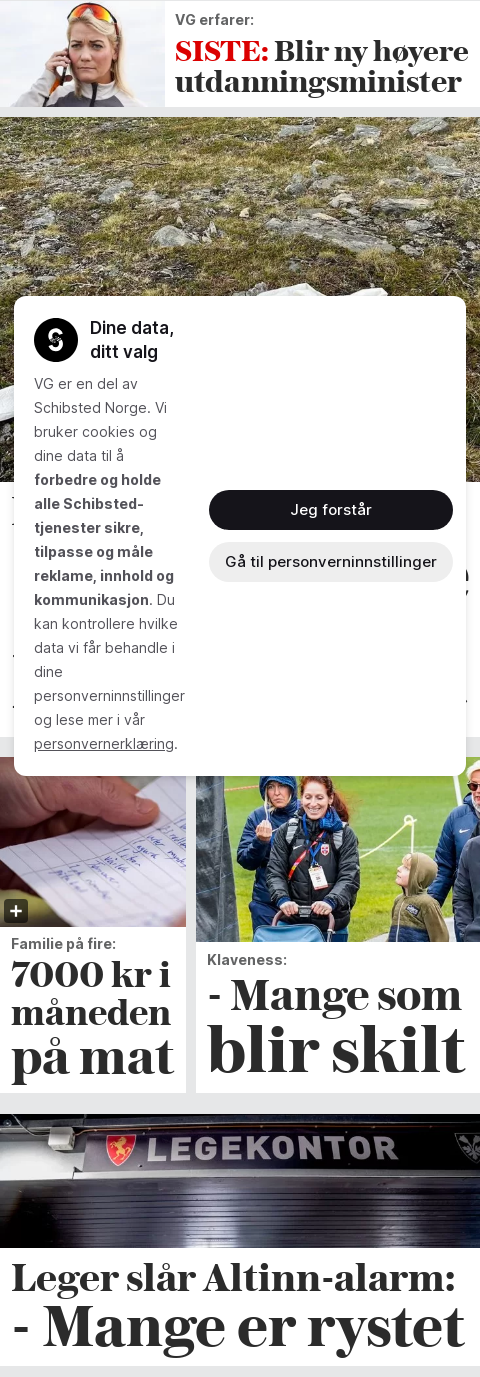 VG erfarer:
SISTE: Blir ny høyere
utdanningsminister
Dine data,
ditt valg
VG er en del av
Schibsted Norge. Vi
bruker cookies og
dine data til å
forbedre og holde
alle Schibsted-
tjenester sikre,
tilpasse og måle
reklame, innhold og
kommunikasjon. Du
kan kontrollere hvilke
data vi får behandle i
dine
personverninnstillinger
og lese mer i vår
personvernerklæring.
Jeg forstår
Gå til personverninnstillinger
Familie på fire:
7000 kr i
måneden
på mat
Klaveness:
- Mange som
blir skilt
LEGEKONTOR
Leger slår Altinn-alarm:
- Mange er rystet